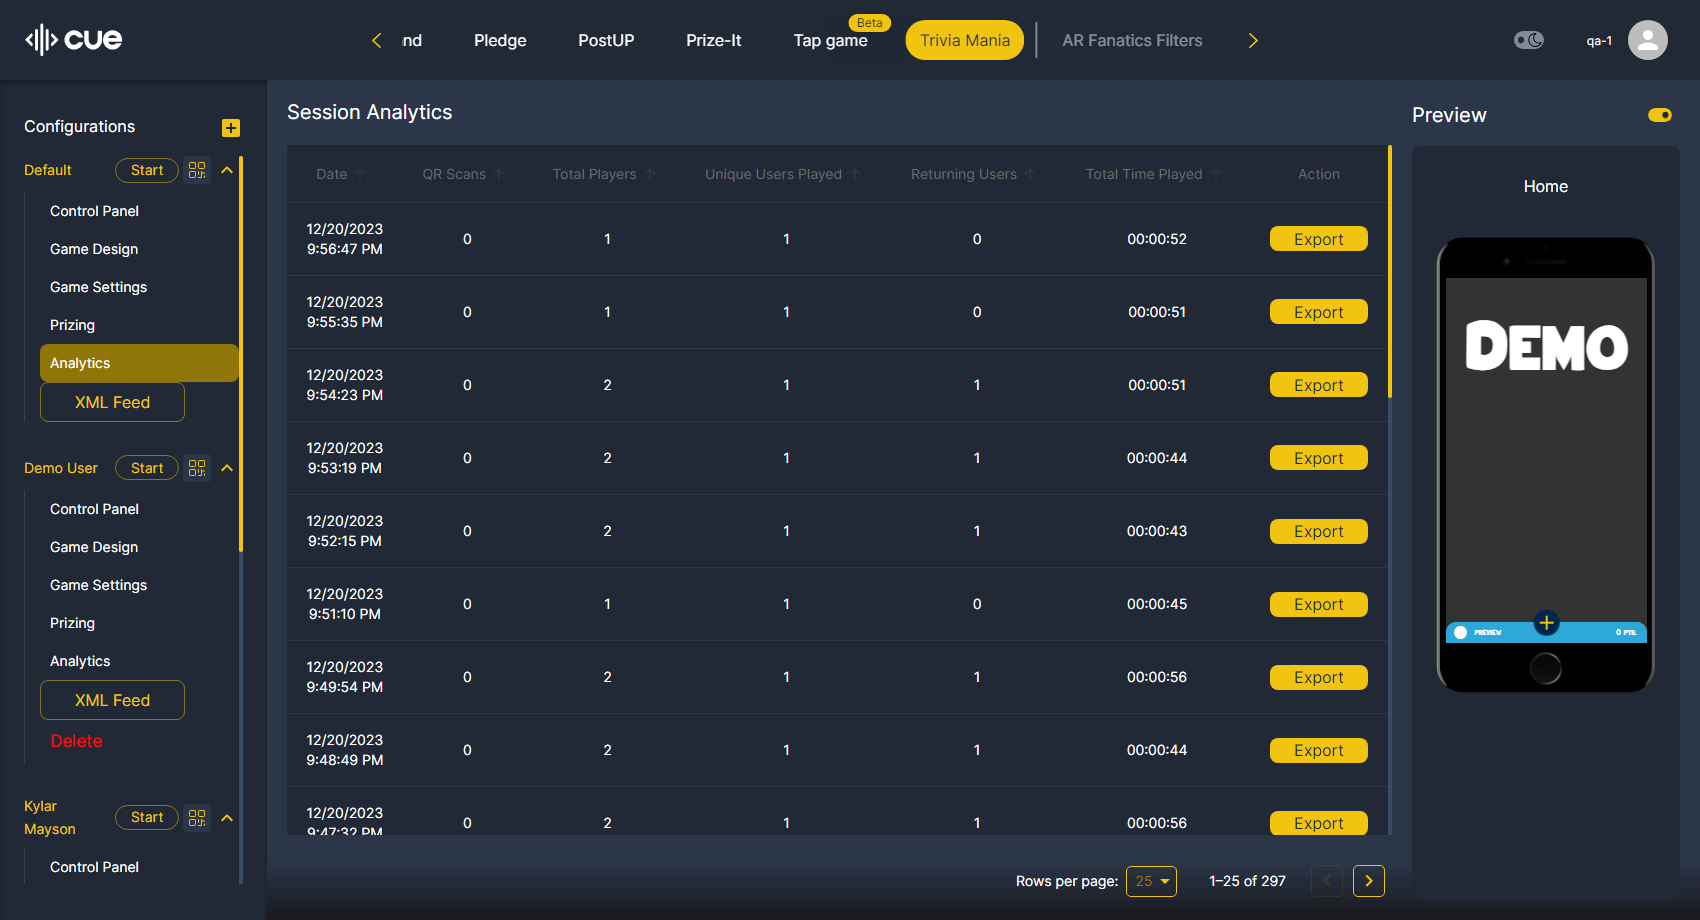 cue
nd
Pledge
PostUP
Prize-It
Tap game
Beta
Trivia Mania
AR Fanatics Filters
qa-1
Configurations
Default
Start
Control Panel
Game Design
Game Settings
Prizing
Analytics
XML Feed
Demo User
Start
Control Panel
Game Design
Game Settings
Prizing
Analytics
XML Feed
Delete
Kylar
Mayson
Start
Control Panel
Session Analytics
Date QR Scans Total Players Unique Users Played Returning Users Total Time Played Action
12/20/2023
9:56:47 PM 0 1 1 0 00:00:52 Export
12/20/2023
9:55:35 PM 0 1 1 0 00:00:51 Export
12/20/2023
9:54:23 PM 0 2 1 1 00:00:51 Export
12/20/2023
9:53:19 PM 0 2 1 1 00:00:44 Export
12/20/2023
9:52:15 PM 0 2 1 1 00:00:43 Export
12/20/2023
9:51:10 PM 0 1 1 0 00:00:45 Export
12/20/2023
9:49:54 PM 0 2 1 1 00:00:56 Export
12/20/2023
9:48:49 PM 0 2 1 1 00:00:44 Export
12/20/2023
9:47:32 PM 0 2 1 1 00:00:56 Export
Rows per page: 25 1–25 of 297
Preview
Home
DEMO
PREVIEW
0 PTS.